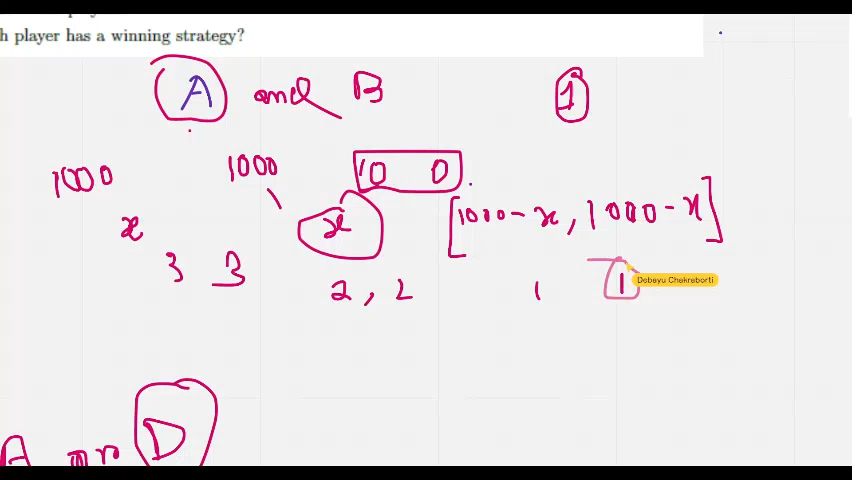 h player has a winning strategy?
A and B 1
1000 1000 10 0
x x [1000-x, 1000-x]
3 3 2, 2 1 1
Debayu Chakraborti
A D